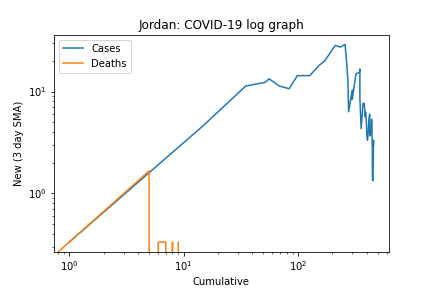 Jordan: COVID-19 log graph
Cases
Deaths
New (3 day SMA)
10¹
10⁰
10⁰
10¹
10²
Cumulative